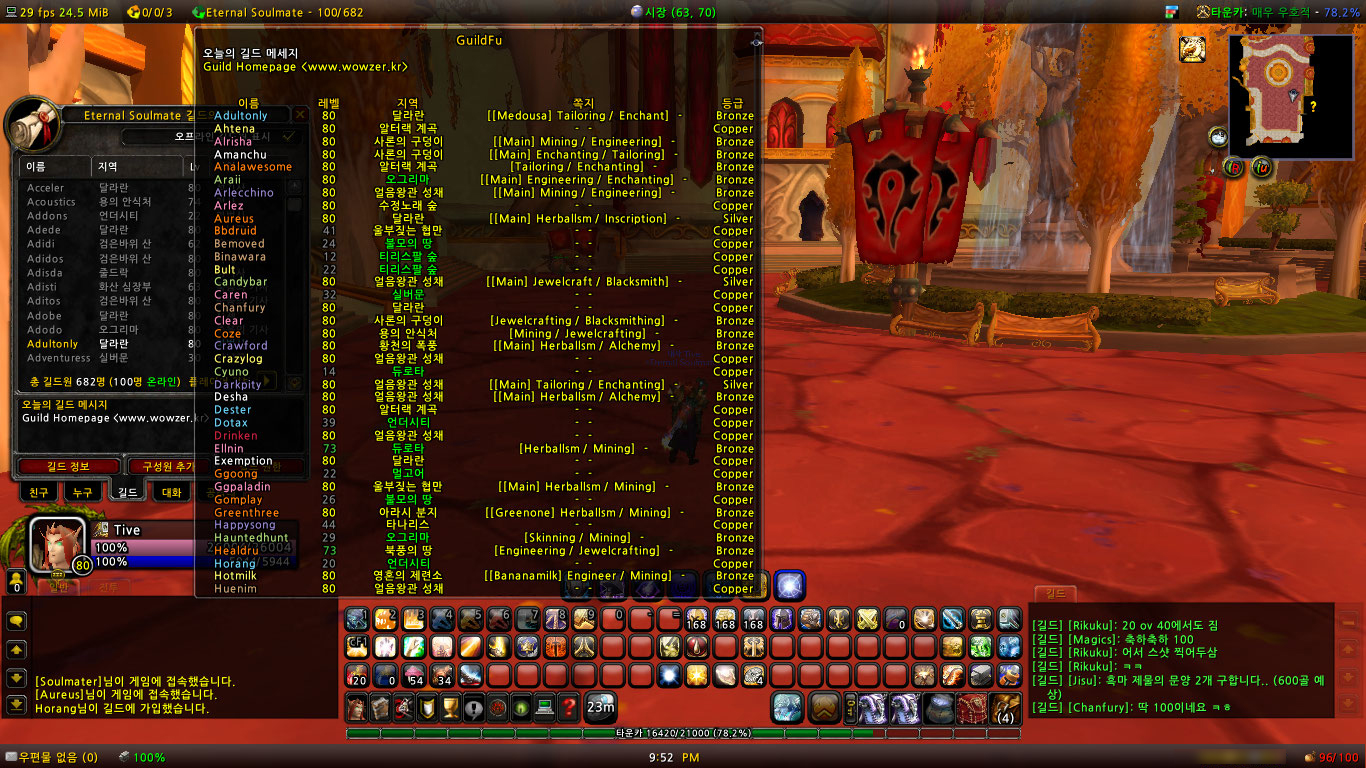 29 fps 24.5 MiB 0/0/3 Eternal Soulmate - 100/682 시장 (63, 70) 타운카: 매우 우호적 - 78.2%
GuildFu
오늘의 길드 메세지
Guild Homepage <www.wowzer.kr>
이름 레벨 지역 쪽지 등급
Adultonly 80 달라란 [[Medousa] Tailoring / Enchant] - Bronze
Ahtena 80 알터랙 계곡 - - Copper
Alrisha 80 사론의 구덩이 [[Main] Mining / Engineering] - Bronze
Amanchu 80 사론의 구덩이 [[Main] Enchanting / Tailoring] - Bronze
Analawesome 80 알터랙 계곡 [Tailoring / Enchanting] - Bronze
Araii 80 오그리마 [[Main] Engineering / Enchanting] - Bronze
Arlecchino 80 얼음왕관 성채 [[Main] Mining / Engineering] - Bronze
Arlez 80 수정노래 숲 - - Copper
Aureus 80 달라란 [[Main] Herballsm / Inscription] - Silver
Bbdruid 41 울부짖는 협만 - - Copper
Bemoved 24 불모의 땅 - - Copper
Binawara 12 티리스팔 숲 - - Copper
Bult 22 티리스팔 숲 - - Copper
Candybar 80 얼음왕관 성채 [[Main] Jewelcraft / Blacksmith] - Silver
Caren 32 실버문 - - Copper
Chanfury 80 달라란 - - Copper
Clear 80 사론의 구덩이 [Jewelcrafting / Blacksmithing] - Bronze
Coze 80 용의 안식처 [Mining / Jewelcrafting] - Bronze
Crawford 80 황천의 폭풍 [[Main] Herballsm / Alchemy] - Bronze
Crazylog 80 얼음왕관 성채 - - Copper
Cyuno 14 듀로타 - - Copper
Darkpity 80 얼음왕관 성채 [[Main] Tailoring / Enchanting] - Silver
Desha 80 얼음왕관 성채 [[Main] Herballsm / Alchemy] - Bronze
Dester 80 알터랙 계곡 - - Copper
Dotax 39 언더시티 - - Copper
Drinken 80 얼음왕관 성채 - - Copper
Ellnin 73 듀로타 [Herballsm / Mining] - Bronze
Exemption 80 달라란 - - Copper
Ggoong 22 멀고어 - - Copper
Ggpaladin 80 울부짖는 협만 [[Main] Herballsm / Mining] - Bronze
Gomplay 26 불모의 땅 - - Copper
Greenthree 80 아라시 분지 [[Greenone] Herballsm / Mining] - Bronze
Happysong 44 타나리스 - - Copper
Hauntedhunt 29 오그리마 [Skinning / Mining] - Bronze
Healdru 73 북풍의 땅 [Engineering / Jewelcrafting] - Bronze
Horang 20 언더시티 - - Copper
Hotmilk 80 영혼의 제련소 [[Bananamilk] Engineer / Mining] - Bronze
Huenim 80 얼음왕관 성채 - - Copper
Eternal Soulmate
이름 지역
Acceler 달라란
Acoustics 용의 안식처
Addons 언더시티
Adede 달라란
Adidi 검은바위 산
Adidos 검은바위 산
Adisda 줄드락
Adisti 화산 심장부
Aditos 검은바위 산
Adobe 달라란
Adodo 오그리마
Adultonly 달라란
Adventuress 실버문
총 길드원 682명 (100명 온라인)
오늘의 길드 메시지
Guild Homepage <www.wowzer.kr>
길드 정보 구성원 추가
친구 누구 길드 대화
Tive
100%
80 100% /5944
0 일반 전투
[Soulmater]님이 게임에 접속했습니다.
[Aureus]님이 게임에 접속했습니다.
Horang님이 길드에 가입했습니다.
2 3 4 5 6 7 8 9 0 - = 168 168 168 0
CF1
20 0 54 34 4
23m (4)
타운카 16420/21000 (78.2%)
길드
[길드] [Rikuku]: 20 ov 40에서도 짐
[길드] [Magics]: 축하축하 100
[길드] [Rikuku]: 어서 스샷 찍어두삼
[길드] [Rikuku]: ㅋㅋ
[길드] [Jisu]: 흑마 제물의 문양 2개 구합니다.. (600골 예
상)
[길드] [Chanfury]: 딱 100이네요 ㅋㅎ
우편물 없음 (0) 100% 9:52 PM 96/100